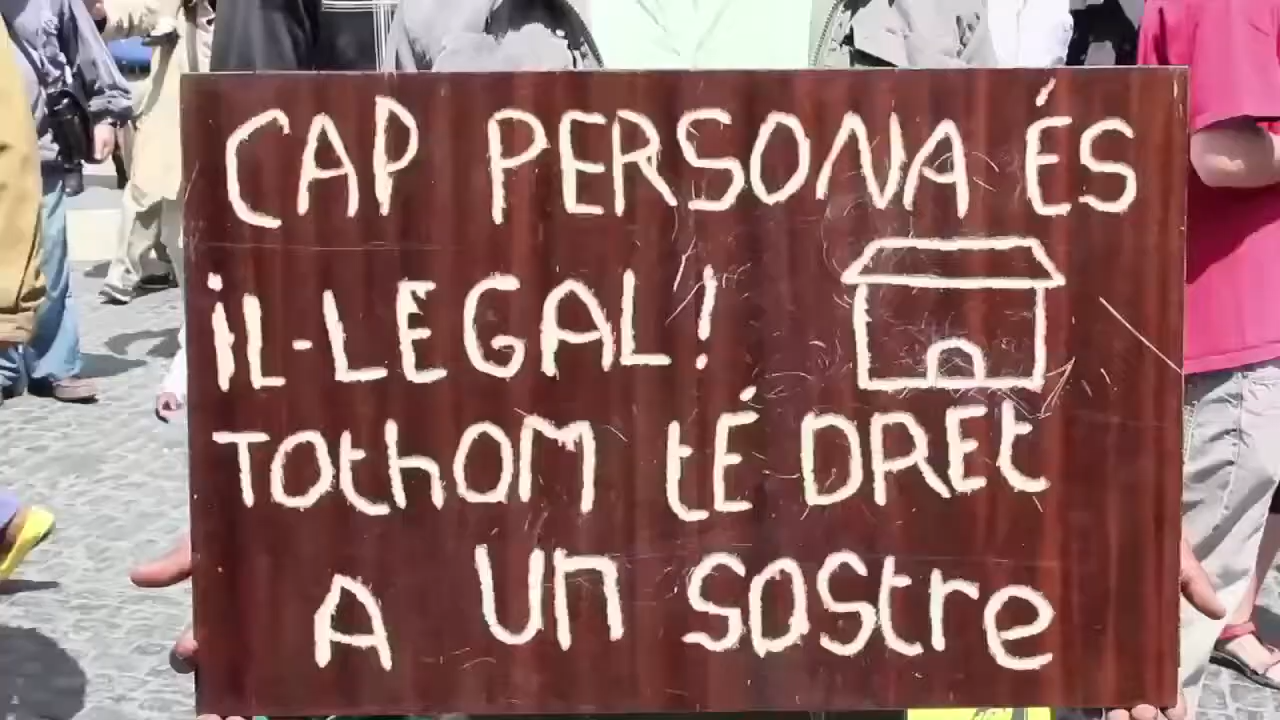 CAP PERSONA ÉS
iL-LEGAL!
TOthOM tÉ DREt
A Un SOStre